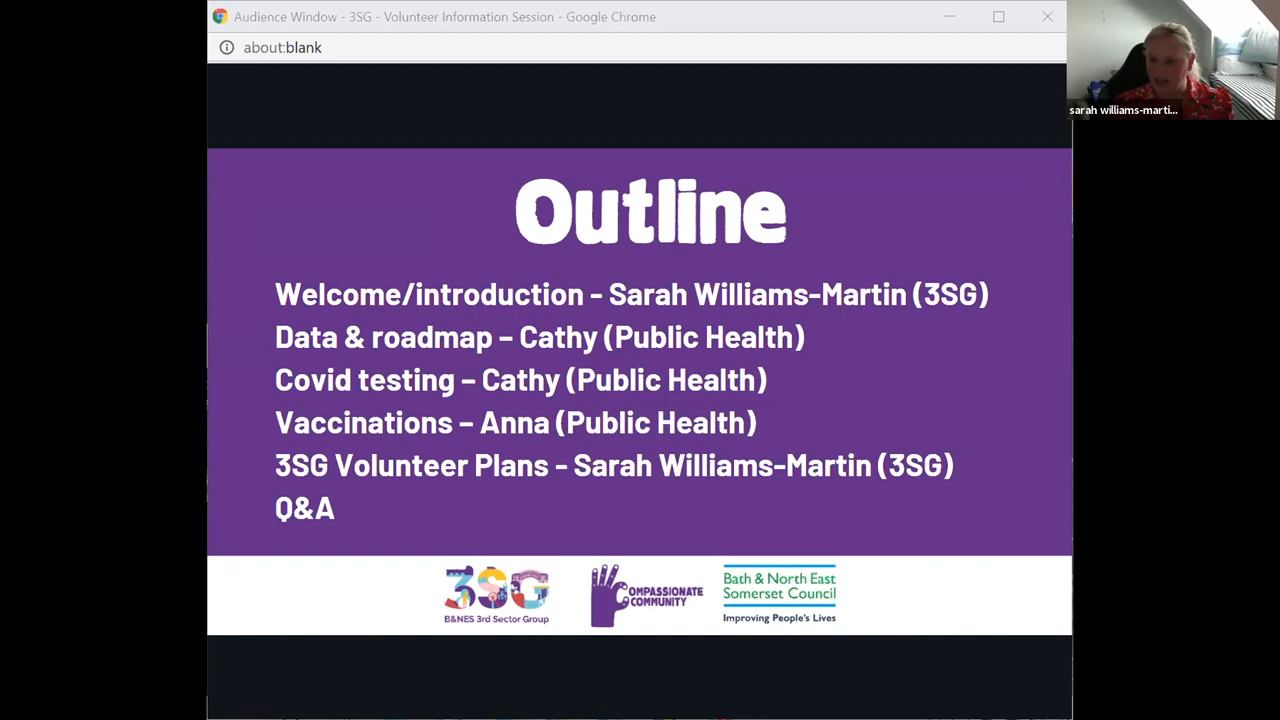 Audience Window - 3SG - Volunteer Information Session - Google Chrome
about:blank
sarah williams-marti...
Outline
Welcome/introduction - Sarah Williams-Martin (3SG)
Data & roadmap – Cathy (Public Health)
Covid testing – Cathy (Public Health)
Vaccinations – Anna (Public Health)
3SG Volunteer Plans - Sarah Williams-Martin (3SG)
Q&A
3SG
B&NES 3rd Sector Group
COMPASSIONATE
COMMUNITY
Bath & North East
Somerset Council
Improving People's Lives